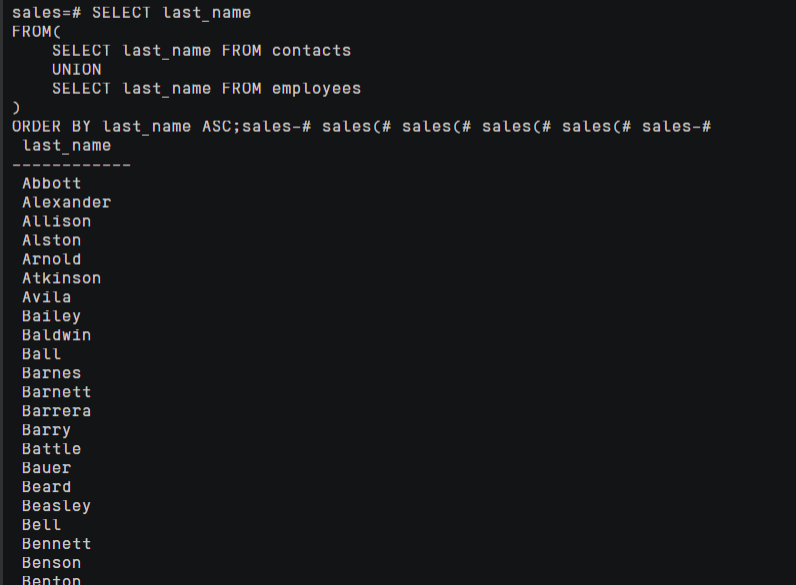 sales=# SELECT last_name
FROM(
    SELECT last_name FROM contacts
    UNION
    SELECT last_name FROM employees
)
ORDER BY last_name ASC;sales-# sales(# sales(# sales(# sales(# sales-#
 last_name
------------
 Abbott
 Alexander
 Allison
 Alston
 Arnold
 Atkinson
 Avila
 Bailey
 Baldwin
 Ball
 Barnes
 Barnett
 Barrera
 Barry
 Battle
 Bauer
 Beard
 Beasley
 Bell
 Bennett
 Benson
 Benton